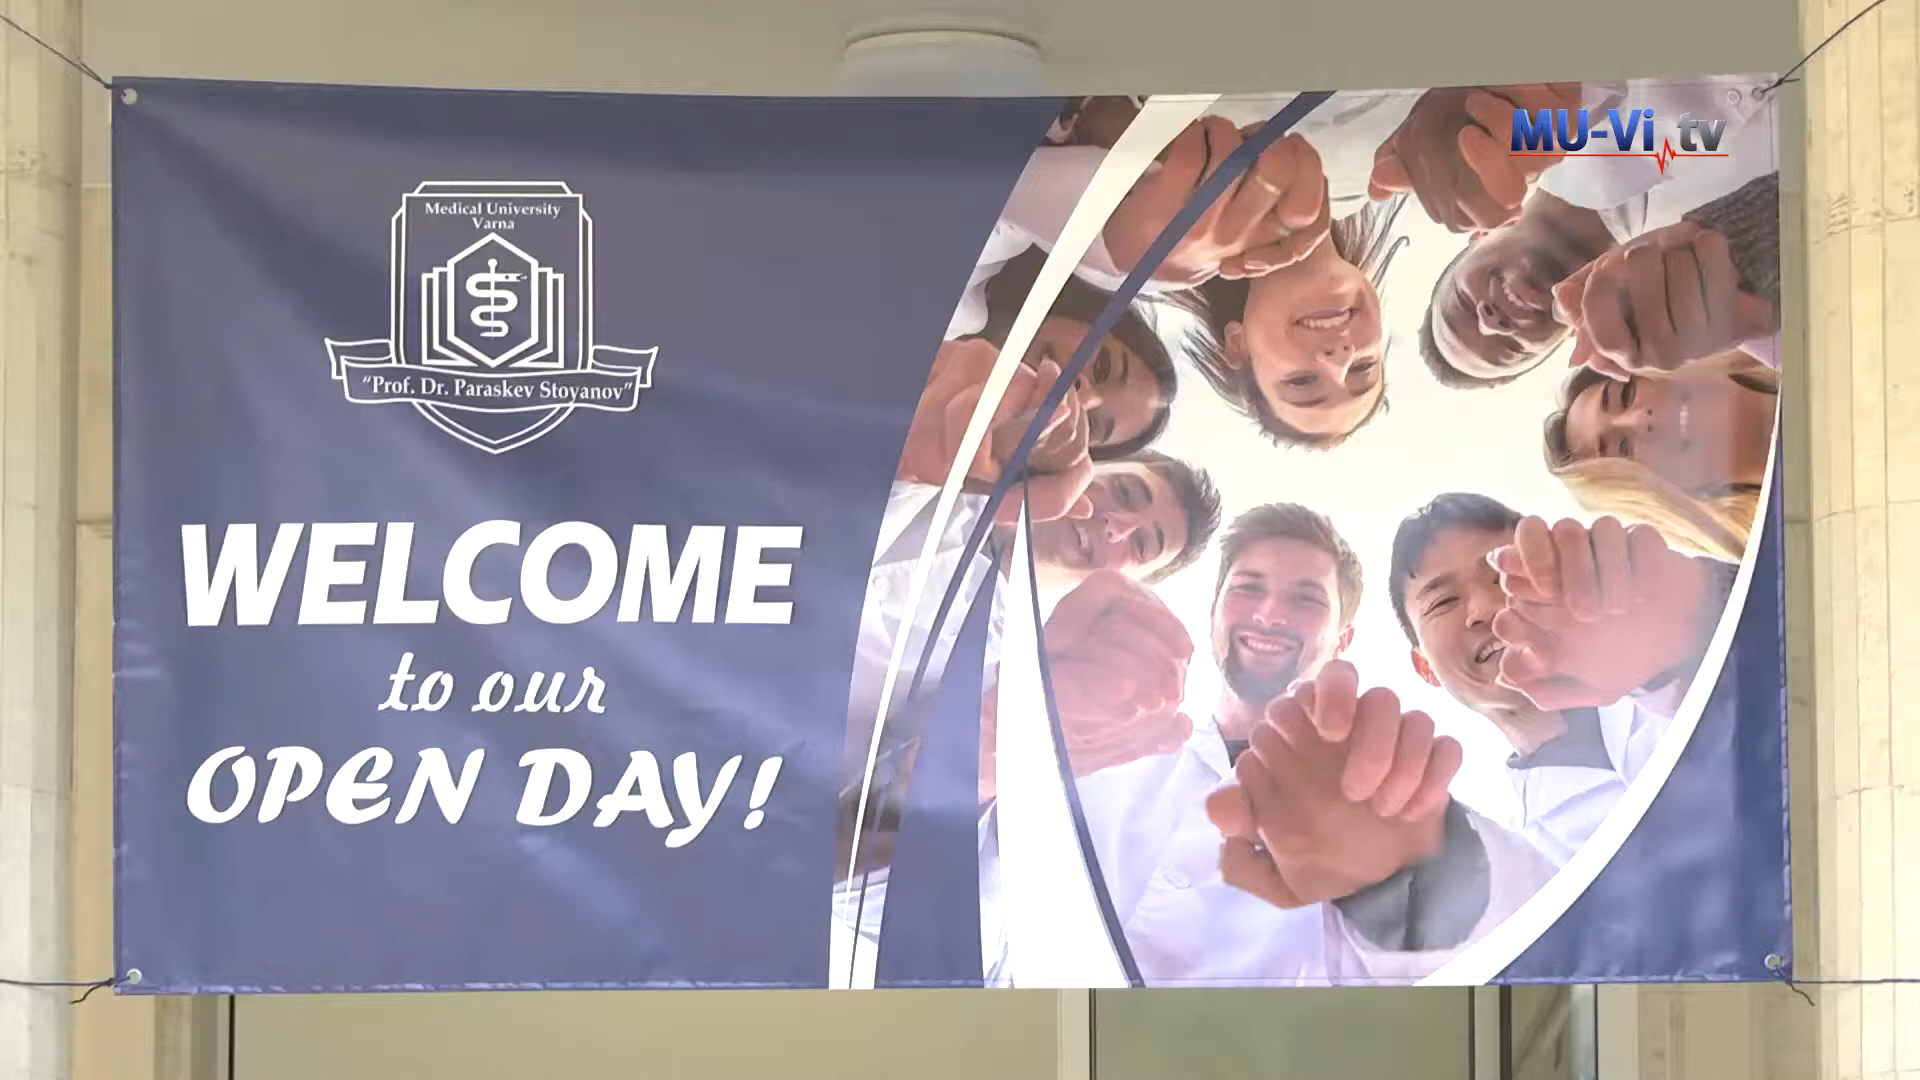 MU-Vi.tv
Medical University
Varna
"Prof. Dr. Paraskev Stoyanov"
WELCOME
to our
OPEN DAY!